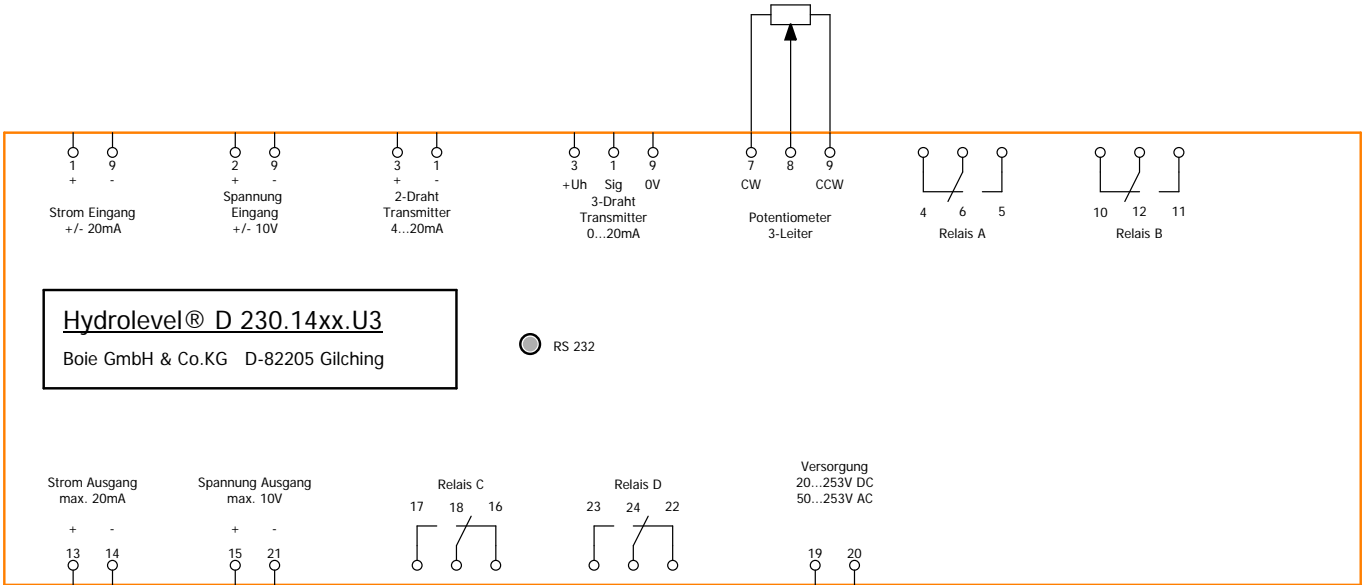 1 9
+ -
Strom Eingang
+/- 20mA
2 9
+ -
Spannung
Eingang
+/- 10V
3 1
+ -
2-Draht
Transmitter
4...20mA
3 1 9
+Uh Sig 0V
3-Draht
Transmitter
0...20mA
7 8 9
CW CCW
Potentiometer
3-Leiter
4 6 5
Relais A
10 12 11
Relais B
Hydrolevel® D 230.14xx.U3
Boie GmbH & Co.KG D-82205 Gilching
RS 232
Strom Ausgang
max. 20mA
+ -
13 14
Spannung Ausgang
max. 10V
+ -
15 21
Relais C
17 18 16
Relais D
23 24 22
Versorgung
20...253V DC
50...253V AC
19 20